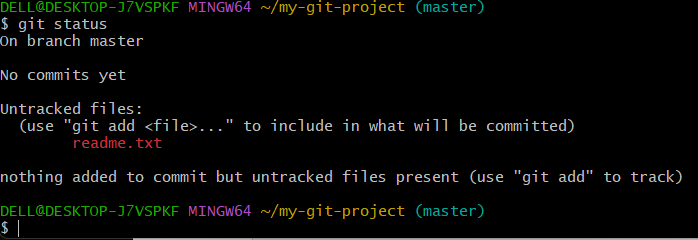 DELL@DESKTOP-J7VSPKF MINGW64 ~/my-git-project (master)
$ git status
On branch master
No commits yet
Untracked files:
  (use "git add <file>..." to include in what will be committed)
        readme.txt
nothing added to commit but untracked files present (use "git add" to track)
DELL@DESKTOP-J7VSPKF MINGW64 ~/my-git-project (master)
$